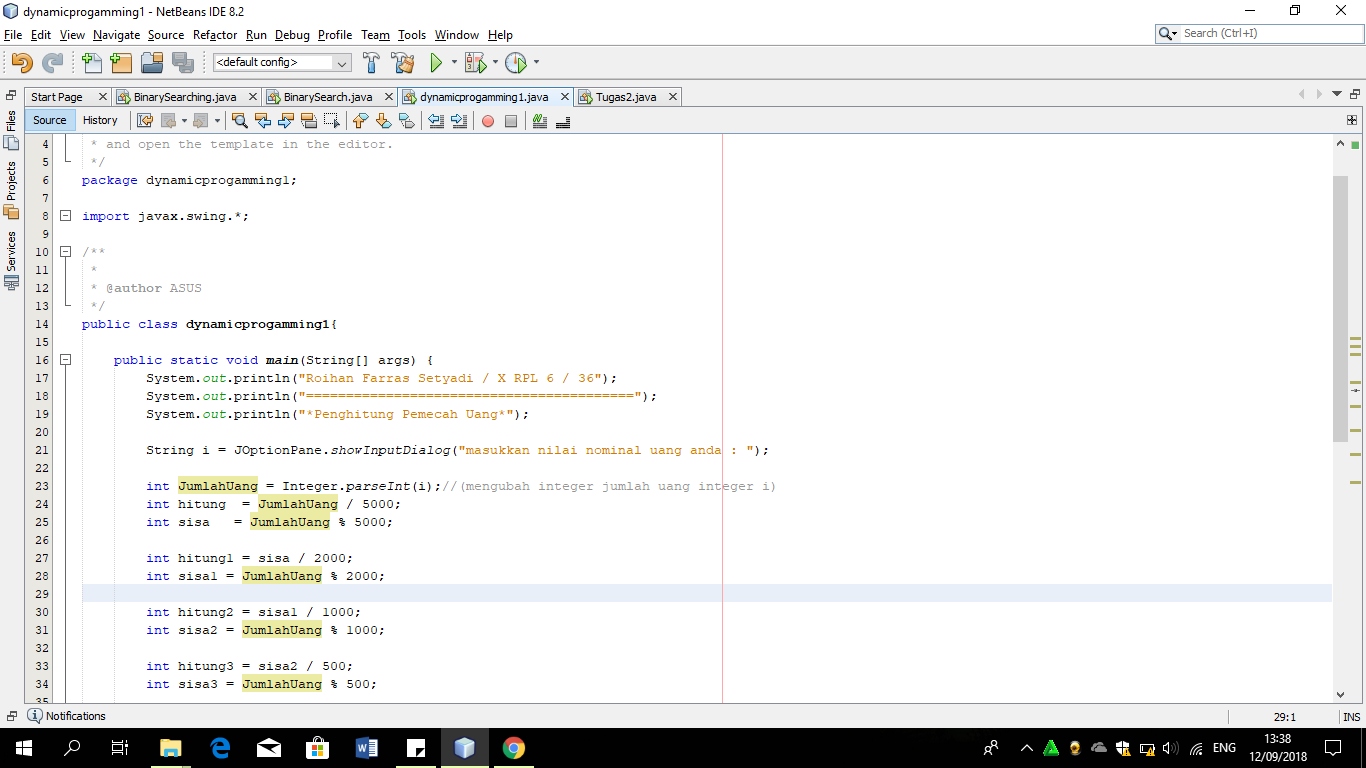 dynamicprogamming1 - NetBeans IDE 8.2
File Edit View Navigate Source Refactor Run Debug Profile Team Tools Window Help
Search (Ctrl+I)
<default config>
Start Page BinarySearching.java BinarySearch.java dynamicprogamming1.java Tugas2.java
Source History
Files
Projects
Services
4 * and open the template in the editor.
5 */
6 package dynamicprogamming1;
7
8 import javax.swing.*;
9
10 /**
11 *
12 * @author ASUS
13 */
14 public class dynamicprogamming1{
15
16 public static void main(String[] args) {
17 System.out.println("Roihan Farras Setyadi / X RPL 6 / 36");
18 System.out.println("=========================================");
19 System.out.println("*Penghitung Pemecah Uang*");
20
21 String i = JOptionPane.showInputDialog("masukkan nilai nominal uang anda : ");
22
23 int JumlahUang = Integer.parseInt(i);//(mengubah integer jumlah uang integer i)
24 int hitung = JumlahUang / 5000;
25 int sisa = JumlahUang % 5000;
26
27 int hitung1 = sisa / 2000;
28 int sisa1 = JumlahUang % 2000;
29
30 int hitung2 = sisa1 / 1000;
31 int sisa2 = JumlahUang % 1000;
32
33 int hitung3 = sisa2 / 500;
34 int sisa3 = JumlahUang % 500;
35
Notifications
29:1 INS
ENG
13:38
12/09/2018